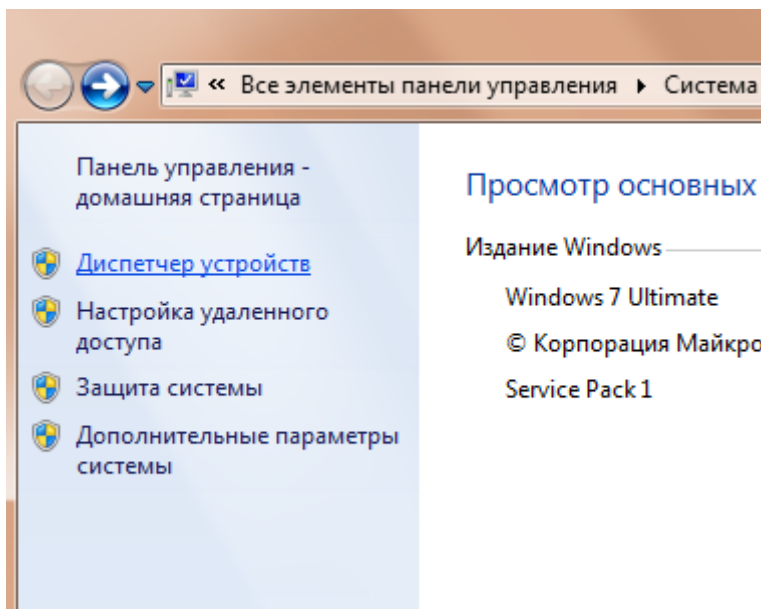 « Все элементы панели управления ▸ Система
Панель управления -
домашняя страница
Диспетчер устройств
Настройка удаленного
доступа
Защита системы
Дополнительные параметры
системы
Просмотр основных
Издание Windows
Windows 7 Ultimate
© Корпорация Майкро
Service Pack 1